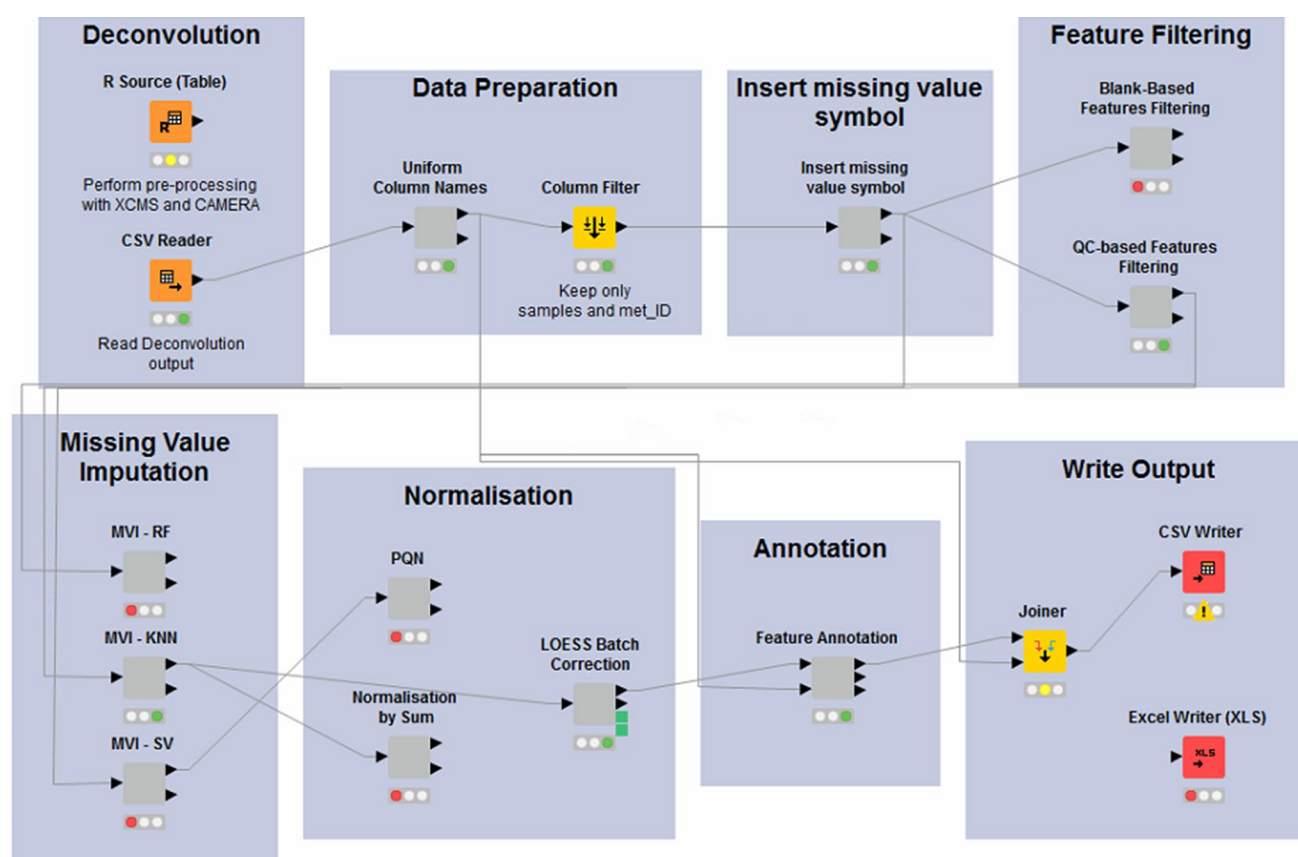 Deconvolution
R Source (Table)
R
Perform pre-processing
with XCMS and CAMERA
CSV Reader
Read Deconvolution
output
Data Preparation
Uniform
Column Names
Column Filter
Keep only
samples and met_ID
Insert missing value
symbol
Insert missing
value symbol
Feature Filtering
Blank-Based
Features Filtering
QC-based Features
Filtering
Missing Value
Imputation
MVI - RF
MVI - KNN
MVI - SV
Normalisation
PQN
Normalisation
by Sum
LOESS Batch
Correction
Annotation
Feature Annotation
Write Output
CSV Writer
!
Joiner
Excel Writer (XLS)
XLS